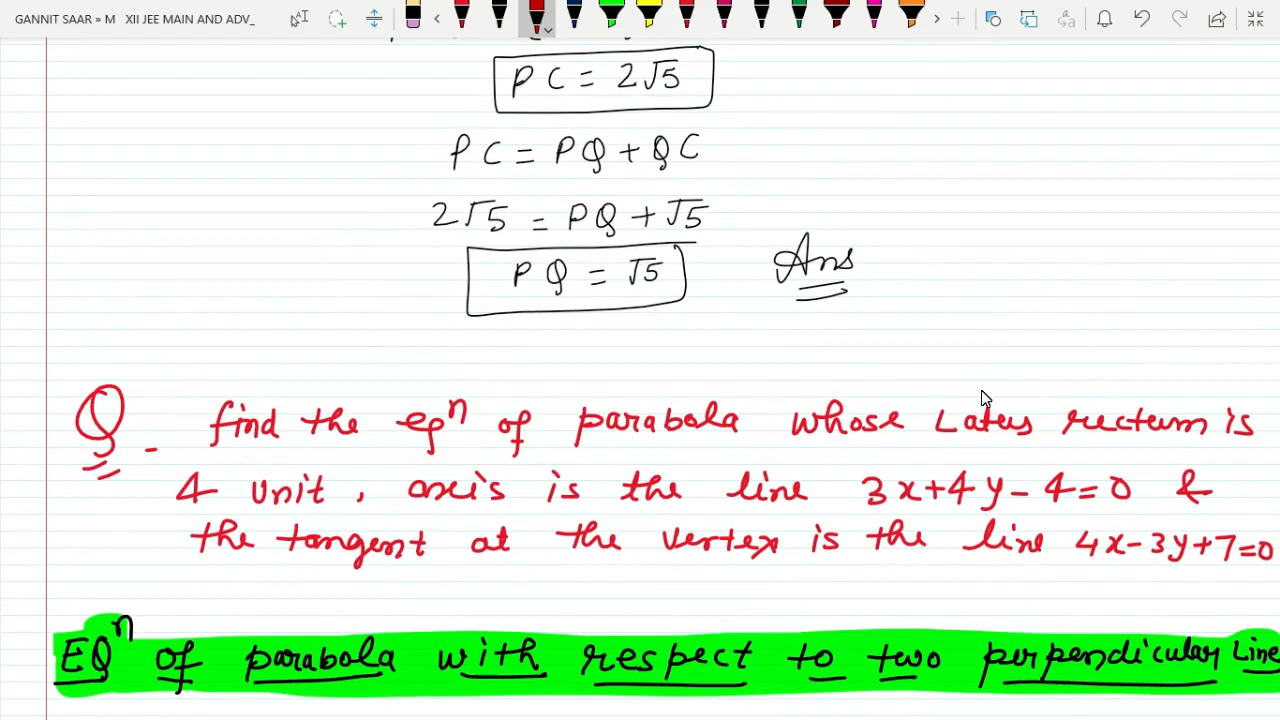 GANNIT SAAR » M XII JEE MAIN AND ADV_
PC = 2√5
PC = PQ + QC
2√5 = PQ + √5
PQ = √5 Ans
Q - find the eqⁿ of parabola whose Latus rectum is
4 unit, axis is the line 3x+4y-4=0 &
the tangent at the vertex is the line 4x-3y+7=0
EQⁿ of parabola with respect to two perpendicular Line